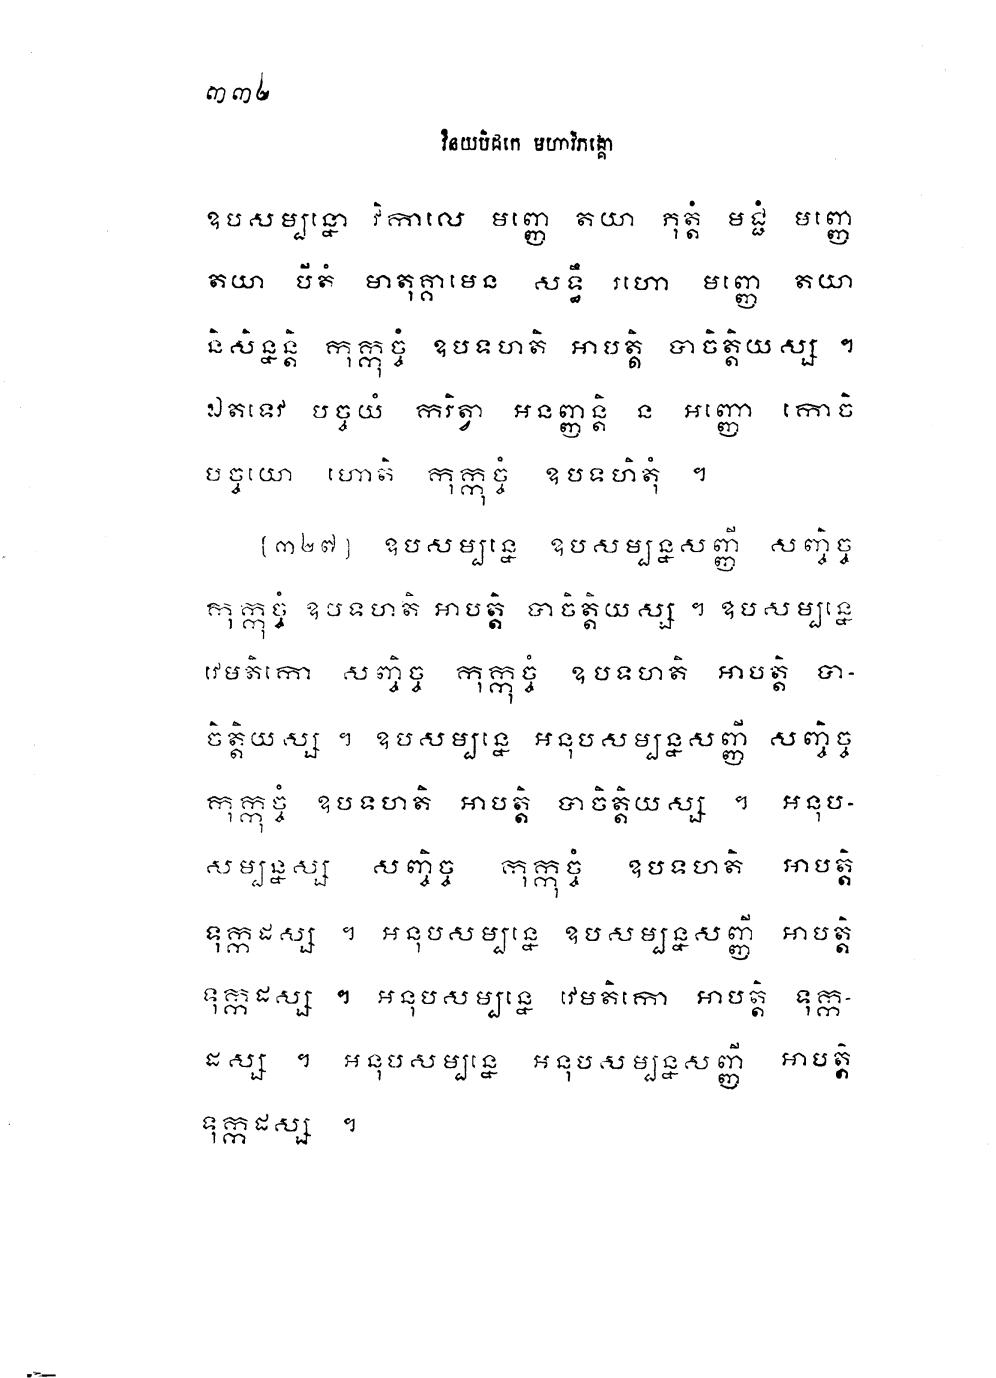 ៣៣៤
វិនយបិដកេ មហាវិភង្គោ
ឧបសម្បន្នោ វិកាលេ មញ្ញេ តយា ភុត្តំ មជ្ជំ មញ្ញេ
តយា បីតំ មាតុគ្គាមេន សទ្ធឹ រហោ មញ្ញេ តយា
និសិន្នន្តិ កុក្កុច្ចំ ឧបទហតិ អាបត្តិ បាចិត្តិយស្ស ។
ឯតទេវ បច្ចយំ ករិត្វា អនញ្ញន្តិ ន អញ្ញោ កោចិ
បច្ចយោ ហោតិ កុក្កុច្ចំ ឧបទហិតុំ ។
[៣២៧] ឧបសម្បន្នេ ឧបសម្បន្នសញ្ញី សញ្ចិច្ច
កុក្កុច្ចំ ឧបទហតិ អាបត្តិ បាចិត្តិយស្ស ។ ឧបសម្បន្នេ
វេមតិកោ សញ្ចិច្ច កុក្កុច្ចំ ឧបទហតិ អាបត្តិ បា-
ចិត្តិយស្ស ។ ឧបសម្បន្នេ អនុបសម្បន្នសញ្ញី សញ្ចិច្ច
កុក្កុច្ចំ ឧបទហតិ អាបត្តិ បាចិត្តិយស្ស ។ អនុប-
សម្បន្នស្ស សញ្ចិច្ច កុក្កុច្ចំ ឧបទហតិ អាបត្តិ
ទុក្កដស្ស ។ អនុបសម្បន្នេ ឧបសម្បន្នសញ្ញី អាបត្តិ
ទុក្កដស្ស ។ អនុបសម្បន្នេ វេមតិកោ អាបត្តិ ទុក្ក-
ដស្ស ។ អនុបសម្បន្នេ អនុបសម្បន្នសញ្ញី អាបត្តិ
ទុក្កដស្ស ។